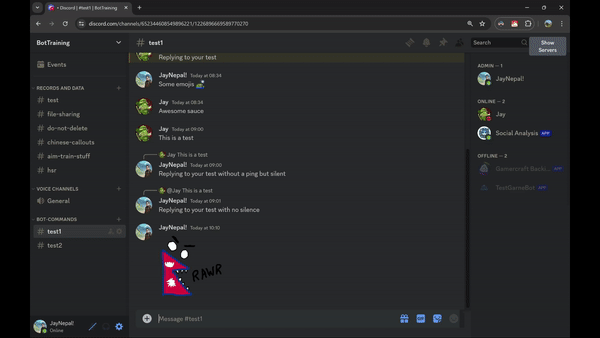 > Discord | #test1 | BotTraining
discord.com/channels/652344608549896221/1226896669589770270
BotTraining
Events
RECORDS AND DATA
test
file-sharing
do-not-delete
chinese-callouts
aim-train-stuff
hsr
VOICE CHANNELS
General
BOT-COMMANDS
test1
test2
JayNepal!
Online
test1
Replying to your test
JayNepal! Today at 08:34
Some emojis
Jay Today at 08:34
Awesome sauce
Jay Today at 09:00
This is a test
Jay This is a test
JayNepal! Today at 09:00
Replying to your test without a ping but silent
@Jay This is a test
JayNepal! Today at 09:01
Replying to your test with no silence
JayNepal! Today at 10:10
RAWR
Message #test1
GIF
Search
Show
Servers
ADMIN — 1
JayNepal!
ONLINE — 2
Jay
Social Analysis APP
OFFLINE — 2
APP
TextGameBot APP